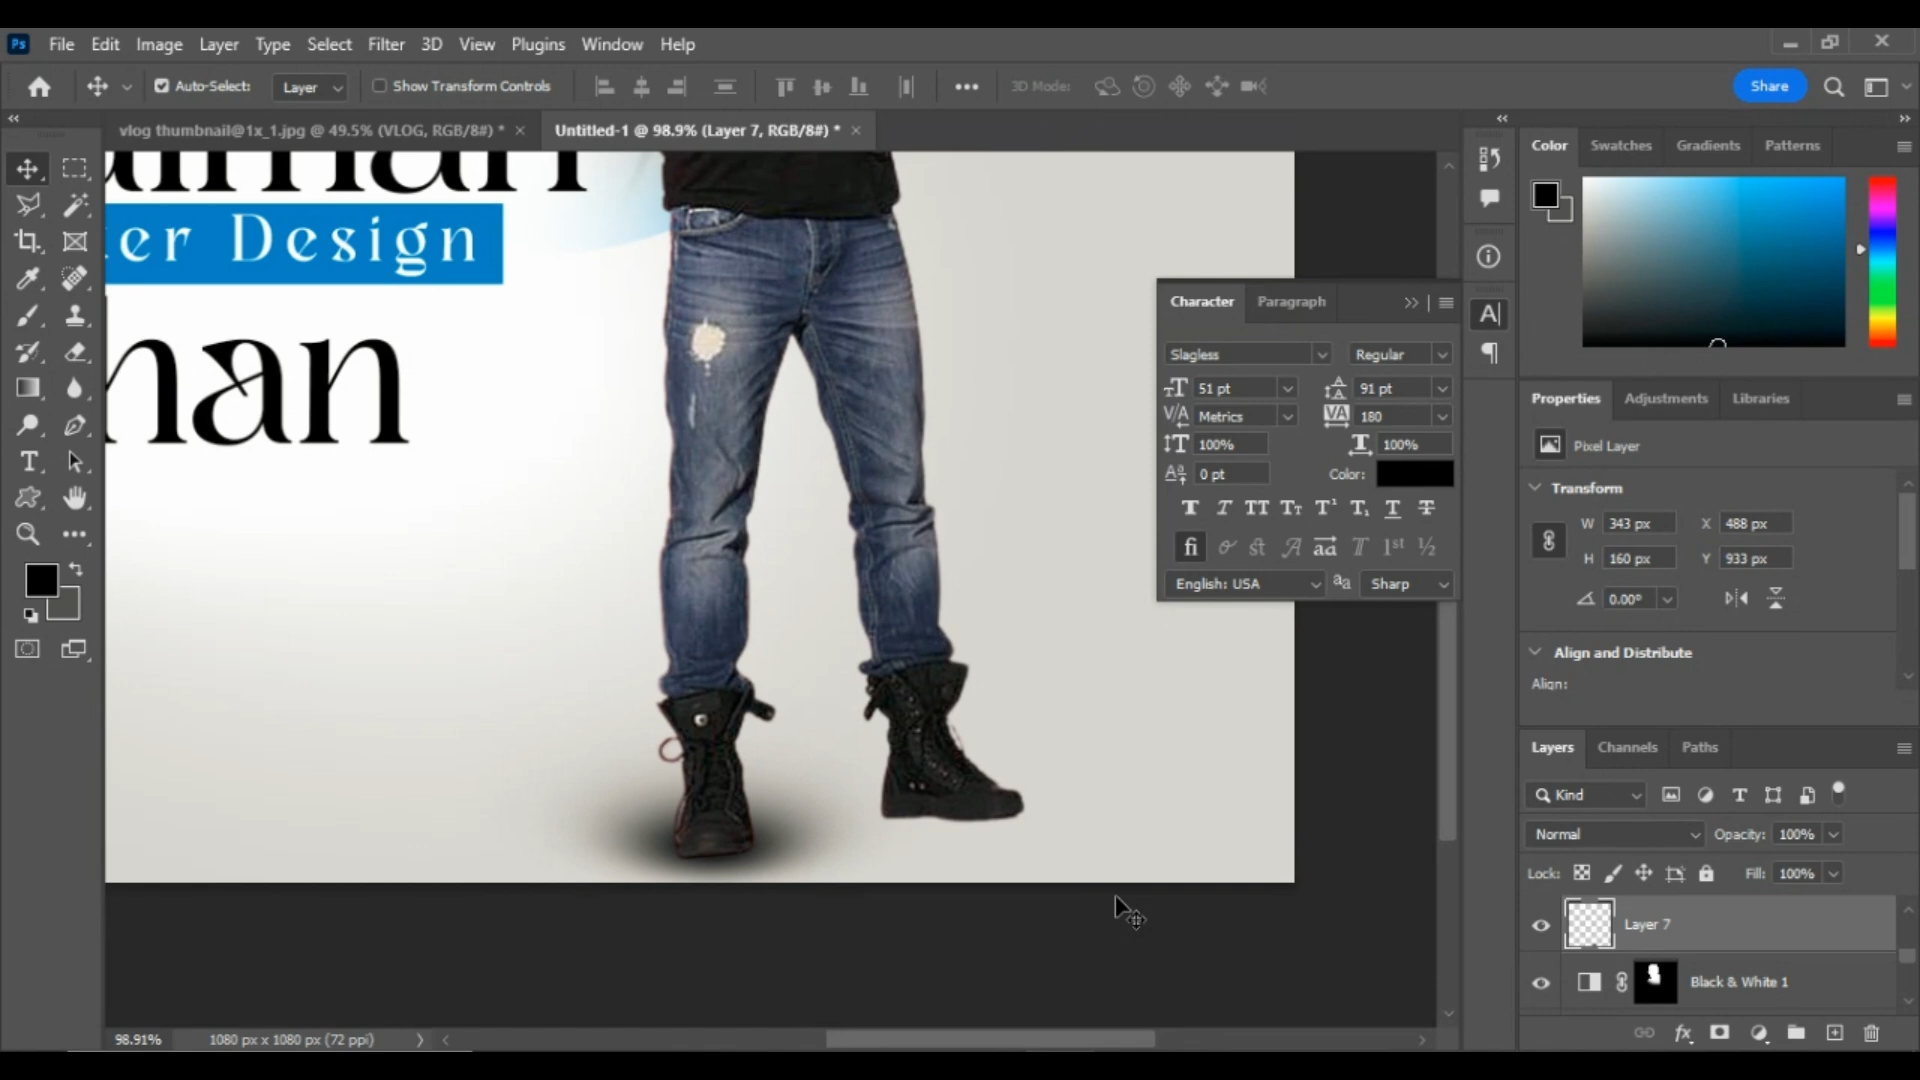 Ps File Edit Image Layer Type Select Filter 3D View Plugins Window Help
Auto-Select: Layer Show Transform Controls 3D Mode: Share
vlog thumbnail@1x_1.jpg @ 49.5% (VLOG, RGB/8#) * Untitled-1 @ 98.9% (Layer 7, RGB/8#) *
er Design
Color Swatches Gradients Patterns
Character Paragraph
Slagless Regular
51 pt 91 pt
Metrics 180
100% 100%
0 pt Color:
English: USA Sharp
Properties Adjustments Libraries
Pixel Layer
Transform
W 343 px X 488 px
H 160 px Y 933 px
0.00°
Align and Distribute
Align:
Layers Channels Paths
Kind
Normal Opacity: 100%
Lock: Fill: 100%
Layer 7
Black & White 1
98.91% 1080 px x 1080 px (72 ppi)